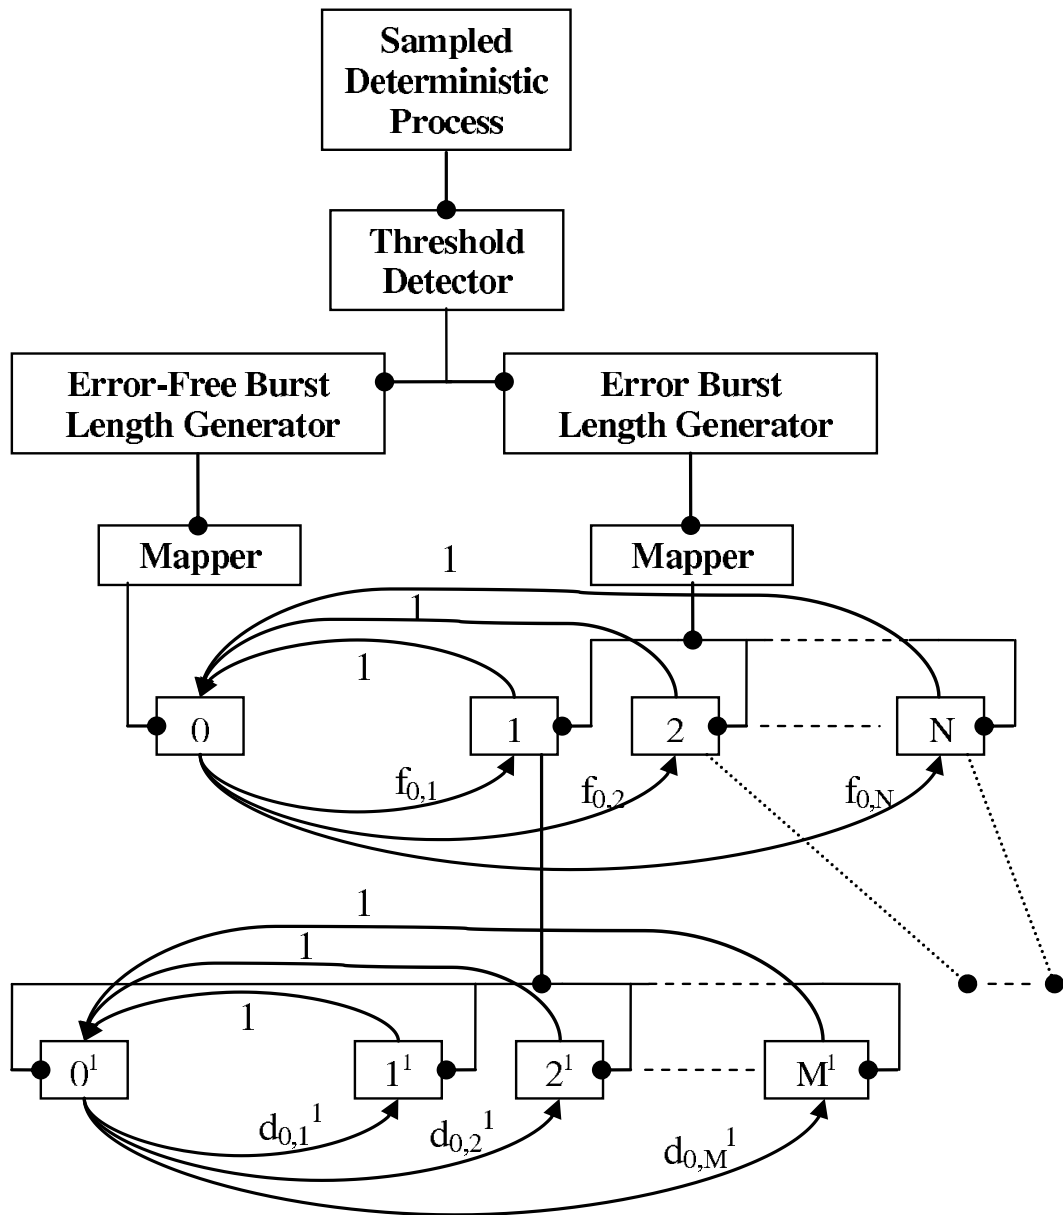 Sampled
Deterministic
Process
Threshold
Detector
Error-Free Burst
Length Generator
Error Burst
Length Generator
Mapper
Mapper
1
1
1
0
1
2
N
f0,1
f0,2
f0,N
1
1
1
0¹
1¹
2¹
M¹
d0,1¹
d0,2¹
d0,M¹